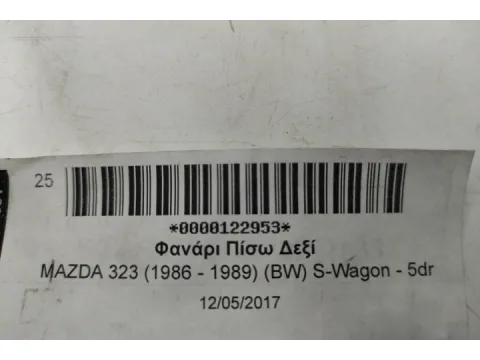 25
*0000122953*
Φανάρι Πίσω Δεξί
MAZDA 323 (1986 - 1989) (BW) S-Wagon - 5dr
12/05/2017